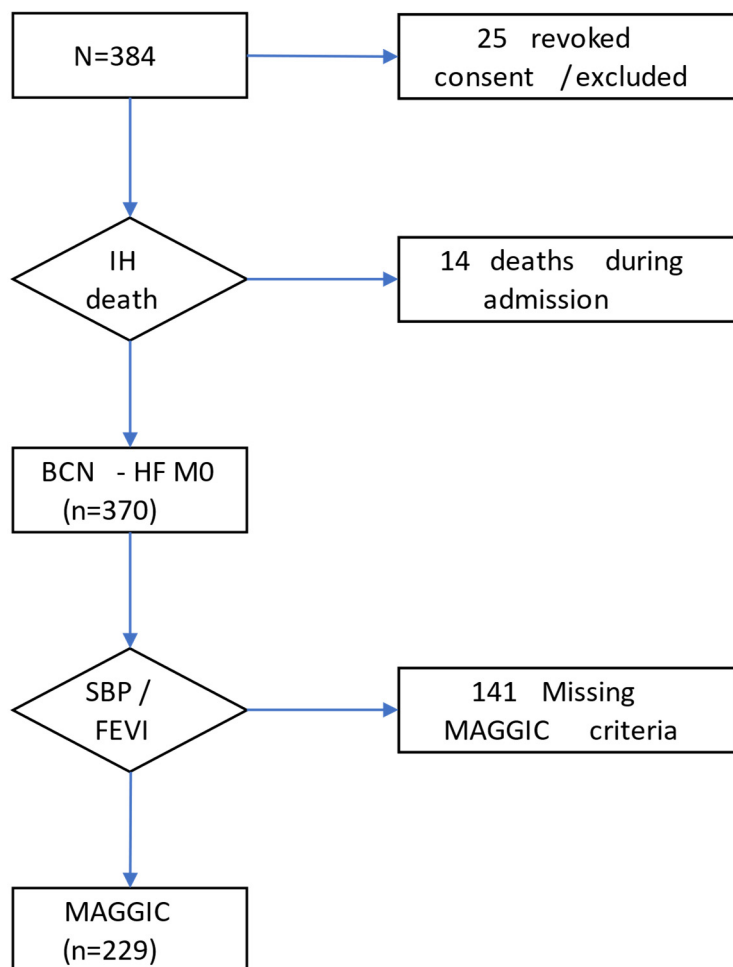 N=384
25 revoked
consent /excluded
IH
death
14 deaths during
admission
BCN - HF M0
(n=370)
SBP /
FEVI
141 Missing
MAGGIC criteria
MAGGIC
(n=229)